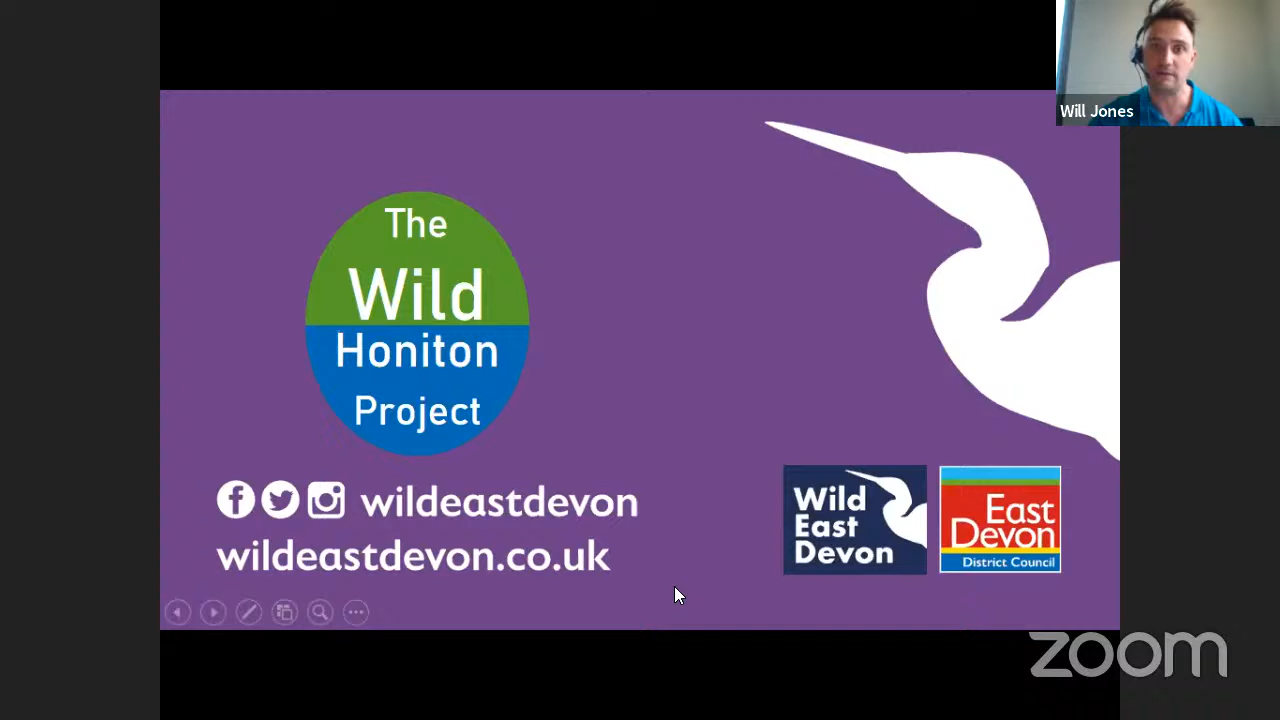 Will Jones
The
Wild
Honiton
Project
wildeastdevon
wildeastdevon.co.uk
Wild
East
Devon
East
Devon
District Council
zoom